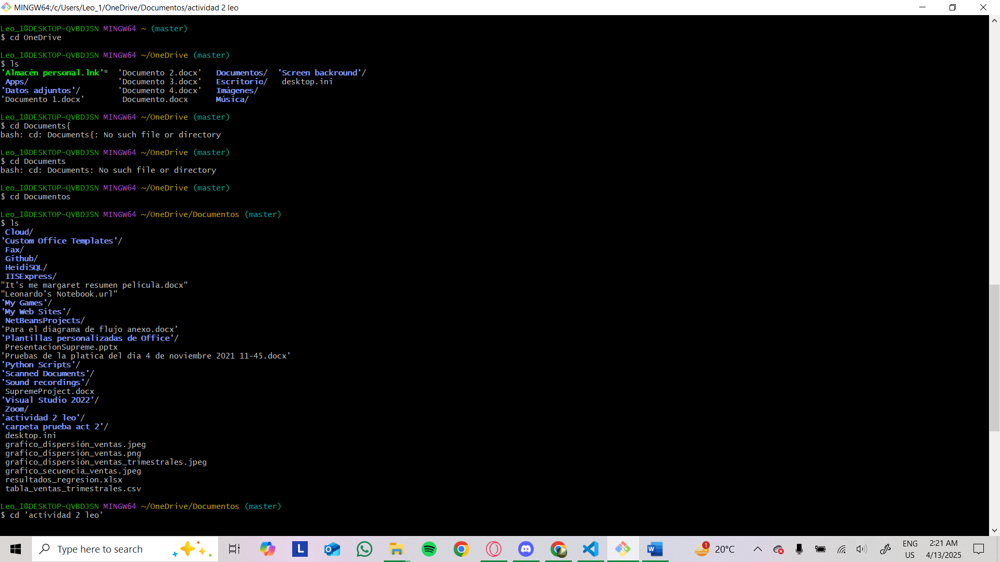 MINGW64:/c/Users/Leo_1/OneDrive/Documentos/actividad 2 leo
Leo_1@DESKTOP-QVBDJSN MINGW64 ~ (master)
$ cd OneDrive
Leo_1@DESKTOP-QVBDJSN MINGW64 ~/OneDrive (master)
$ ls
'Almacén personal.lnk'*  'Documento 2.docx'   Documentos/  'Screen backround'/
 Apps/                   'Documento 3.docx'   Escritorio/   desktop.ini
'Datos adjuntos'/        'Documento 4.docx'   Imágenes/
'Documento 1.docx'        Documento.docx      Música/
Leo_1@DESKTOP-QVBDJSN MINGW64 ~/OneDrive (master)
$ cd Documents{
bash: cd: Documents{: No such file or directory
Leo_1@DESKTOP-QVBDJSN MINGW64 ~/OneDrive (master)
$ cd Documents
bash: cd: Documents: No such file or directory
Leo_1@DESKTOP-QVBDJSN MINGW64 ~/OneDrive (master)
$ cd Documentos
Leo_1@DESKTOP-QVBDJSN MINGW64 ~/OneDrive/Documentos (master)
$ ls
 Cloud/
'Custom Office Templates'/
 Fax/
 Github/
 HeidiSQL/
 IISExpress/
"It's me margaret resumen pelicula.docx"
"Leonardo's Notebook.url"
'My Games'/
'My Web Sites'/
 NetBeansProjects/
'Para el diagrama de flujo anexo.docx'
'Plantillas personalizadas de Office'/
 PresentacionSupreme.pptx
'Pruebas de la platica del dia 4 de noviembre 2021 11-45.docx'
'Python Scripts'/
'Scanned Documents'/
'Sound recordings'/
 SupremeProject.docx
'Visual Studio 2022'/
 Zoom/
'actividad 2 leo'/
'carpeta prueba act 2'/
 desktop.ini
 grafico_dispersión_ventas.jpeg
 grafico_dispersión_ventas.png
 grafico_dispersión_ventas_trimestrales.jpeg
 grafico_secuencia_ventas.jpeg
 resultados_regresion.xlsx
 tabla_ventas_trimestrales.csv
Leo_1@DESKTOP-QVBDJSN MINGW64 ~/OneDrive/Documentos (master)
$ cd 'actividad 2 leo'
Type here to search
L
1
20°C
ENG
US
2:21 AM
4/13/2025